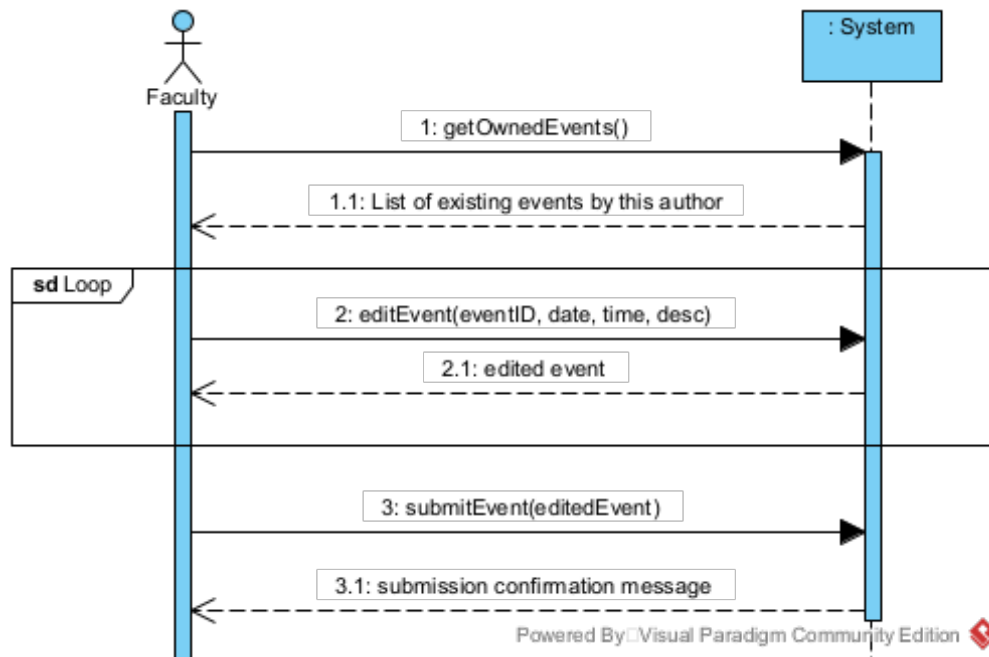 : System
Faculty
1: getOwnedEvents()
1.1: List of existing events by this author
sd Loop
2: editEvent(eventID, date, time, desc)
2.1: edited event
3: submitEvent(editedEvent)
3.1: submission confirmation message
Powered By Visual Paradigm Community Edition